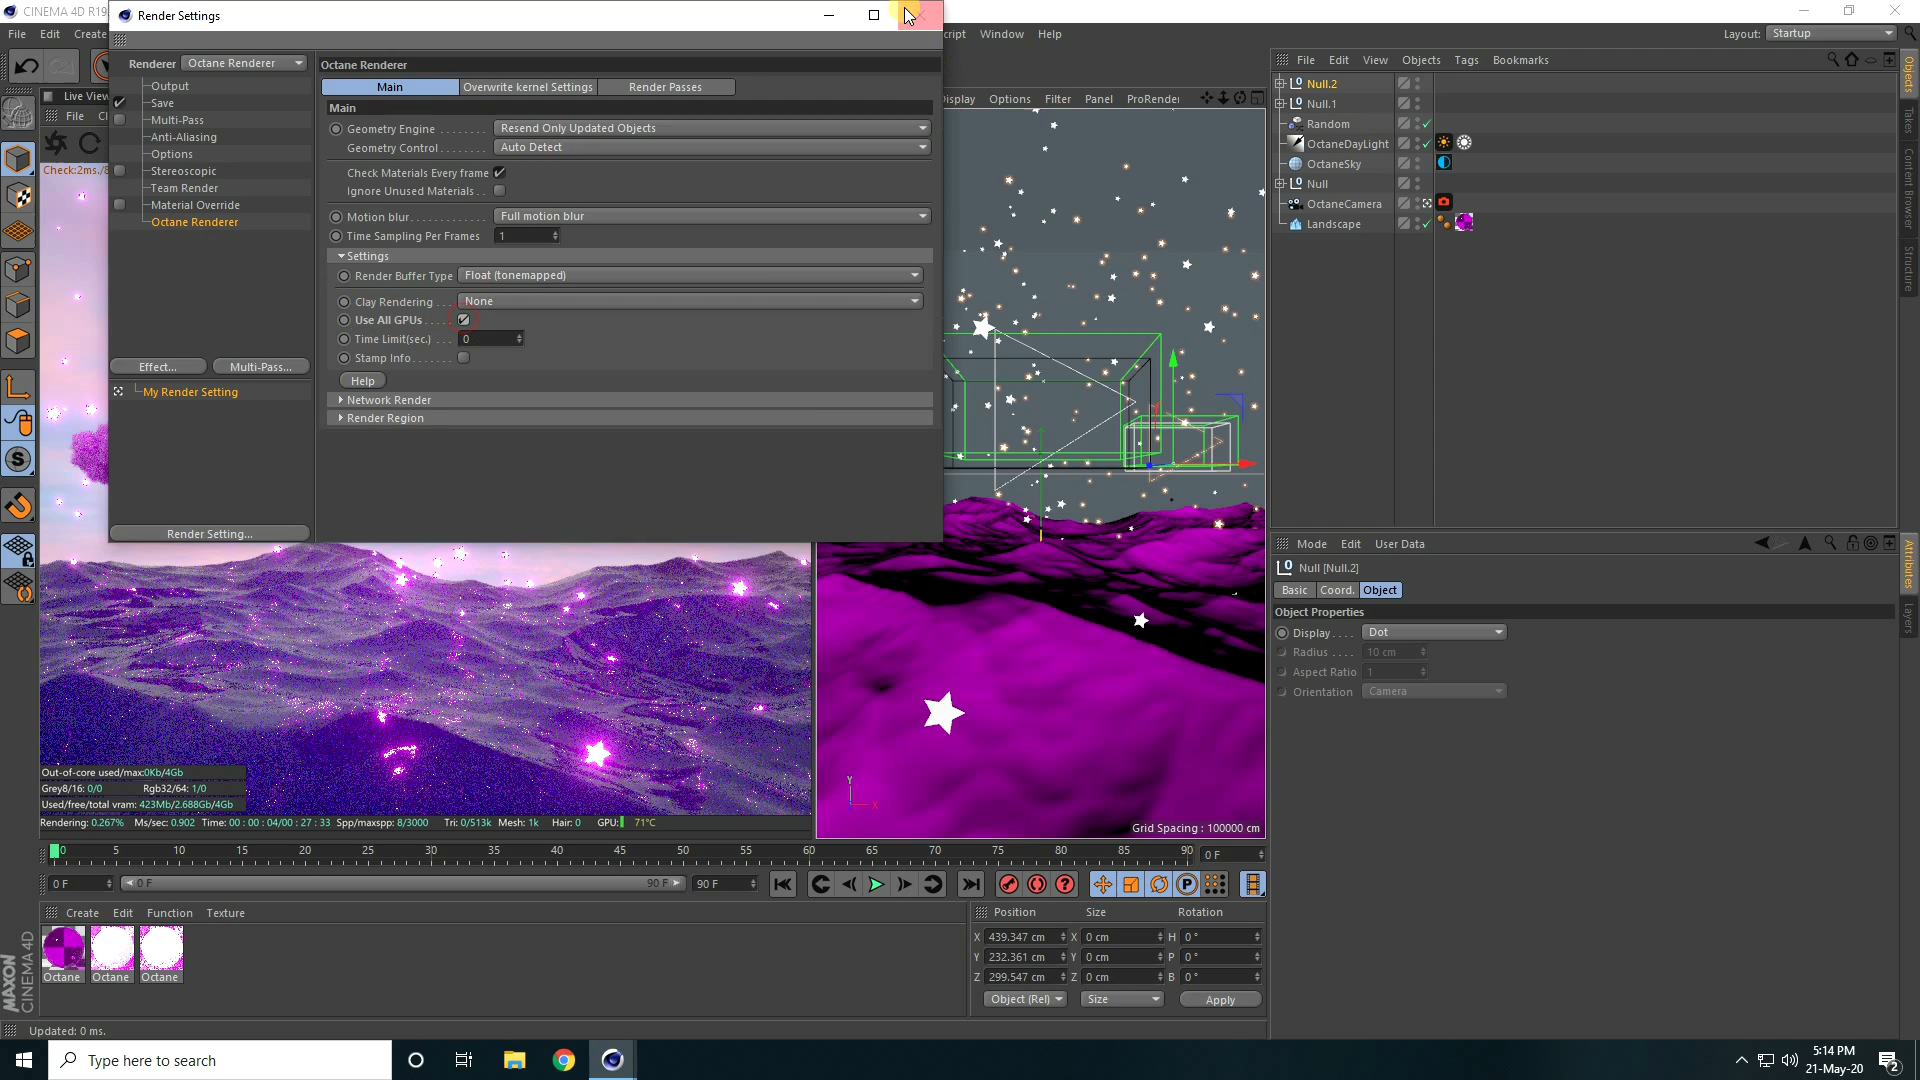 CINEMA 4D R19
Render Settings
File Edit Create
cript Window Help
Layout: Startup
Renderer Octane Renderer
Output
Save
Multi-Pass
Anti-Aliasing
Options
Stereoscopic
Team Render
Material Override
Octane Renderer
Effect... Multi-Pass...
My Render Setting
Render Setting...
Octane Renderer
Main Overwrite kernel Settings Render Passes
Main
Geometry Engine ........ Resend Only Updated Objects
Geometry Control ........ Auto Detect
Check Materials Every frame
Ignore Unused Materials ..
Motion blur............. Full motion blur
Time Sampling Per Frames 1
Settings
Render Buffer Type Float (tonemapped)
Clay Rendering ... None
Use All GPUs .....
Time Limit(sec.) ... 0
Stamp Info.......
Help
Network Render
Render Region
Live View
File
Check:2ms./
isplay Options Filter Panel ProRender
Out-of-core used/max:0Kb/4Gb
Grey8/16: 0/0 Rgb32/64: 1/0
Used/free/total vram: 423Mb/2.688Gb/4Gb
Rendering: 0.267% Ms/sec: 0.902 Time: 00 : 00 : 04/00 : 27 : 33 Spp/maxspp: 8/3000 Tri: 0/513k Mesh: 1k Hair: 0 GPU: 71°C
Y
X
Grid Spacing : 100000 cm
File Edit View Objects Tags Bookmarks
Null.2
Null.1
Random
OctaneDayLight
OctaneSky
Null
OctaneCamera
Landscape
Objects
Takes
Content Browser
Structure
Mode Edit User Data
Null [Null.2]
Basic Coord. Object
Object Properties
Display.... Dot
Radius .... 10 cm
Aspect Ratio 1
Orientation Camera
Attributes
Layers
0 5 10 15 20 25 30 35 40 45 50 55 60 65 70 75 80 85 90 0 F
0 F 0 F 90 F 90 F
Create Edit Function Texture
Octane Octane Octane
Position Size Rotation
X 439.347 cm X 0 cm H 0 °
Y 232.361 cm Y 0 cm P 0 °
Z 299.547 cm Z 0 cm B 0 °
Object (Rel) Size Apply
MAXON
CINEMA 4D
Updated: 0 ms.
Type here to search
5:14 PM
21-May-20
2